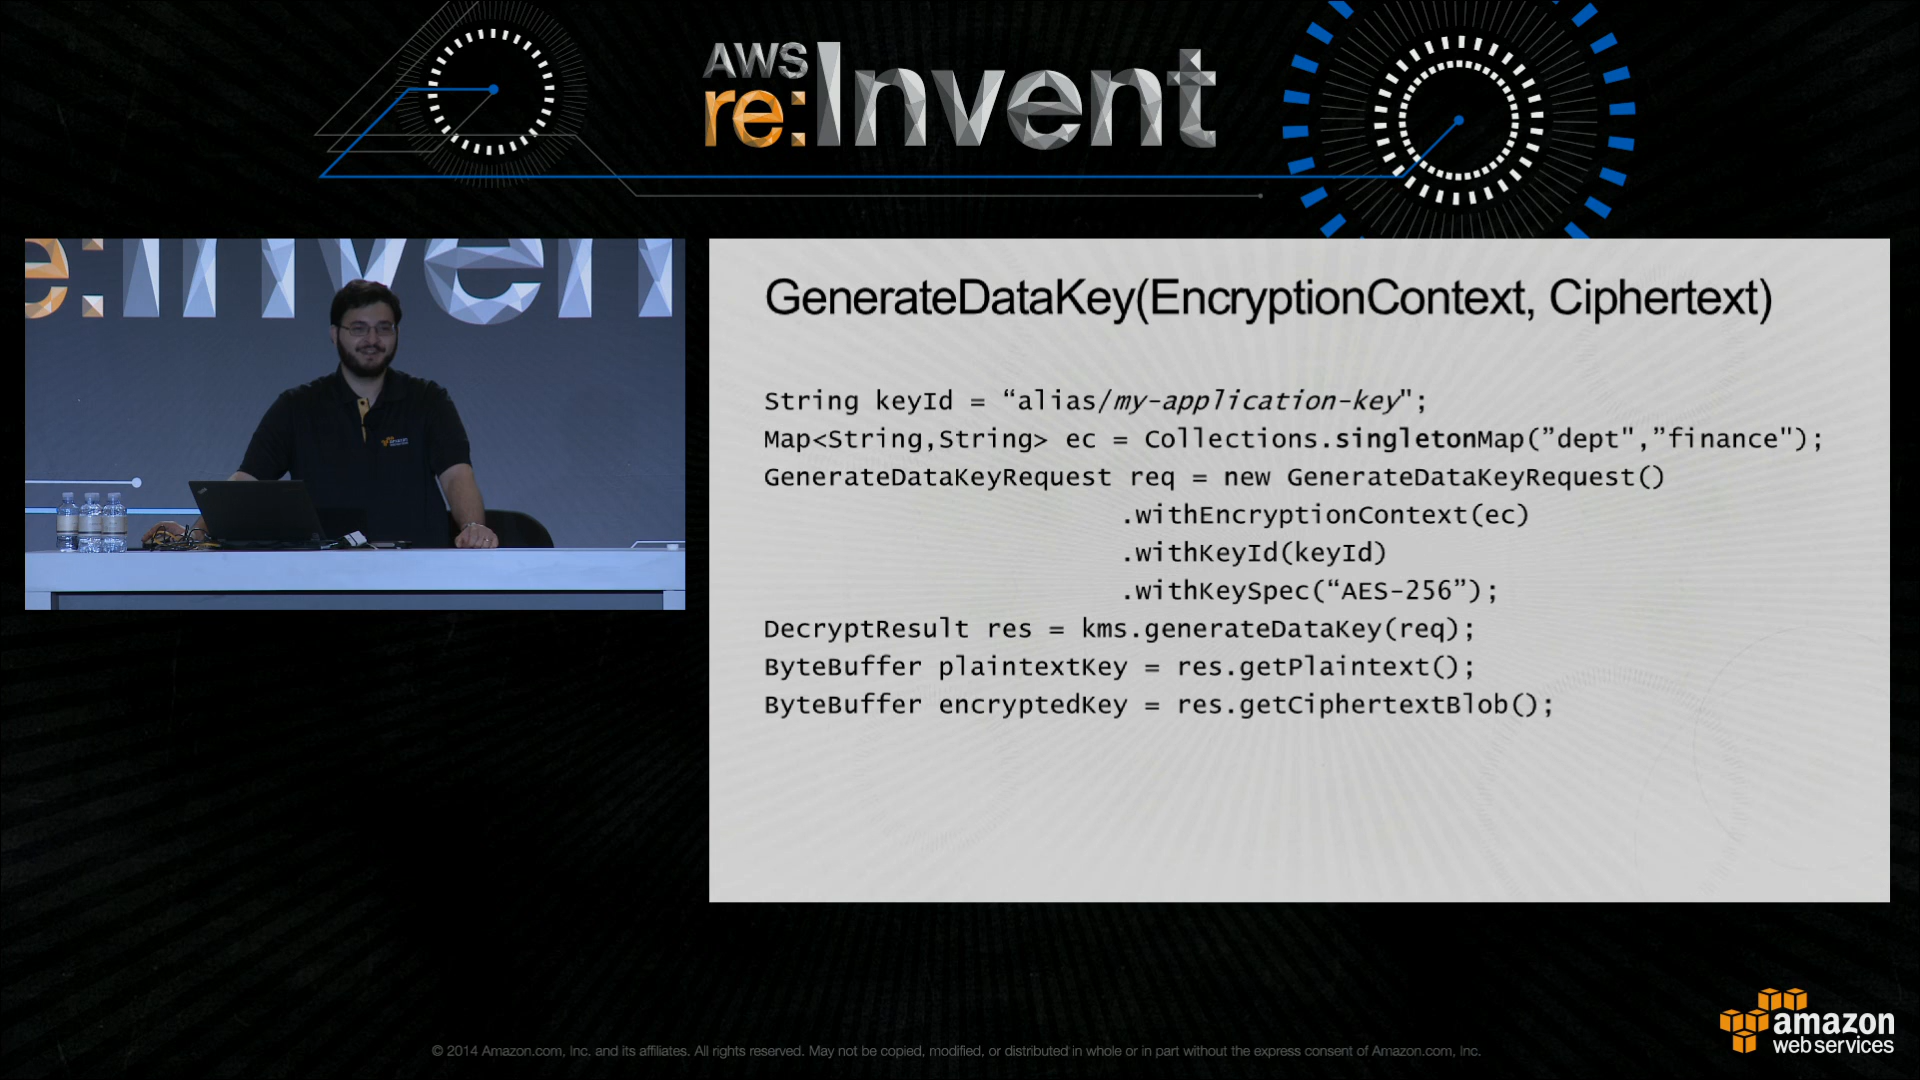 AWS
re:Invent
e:Inven
amazon
GenerateDataKey(EncryptionContext, Ciphertext)
String keyId = “alias/my-application-key";
Map<String,String> ec = Collections.singletonMap(”dept",”finance");
GenerateDataKeyRequest req = new GenerateDataKeyRequest()
.withEncryptionContext(ec)
.withKeyId(keyId)
.withKeySpec(“AES-256”);
DecryptResult res = kms.generateDataKey(req);
ByteBuffer plaintextKey = res.getPlaintext();
ByteBuffer encryptedKey = res.getCiphertextBlob();
© 2014 Amazon.com, Inc. and its affiliates. All rights reserved. May not be copied, modified, or distributed in whole or in part without the express consent of Amazon.com, Inc.
amazon
web services